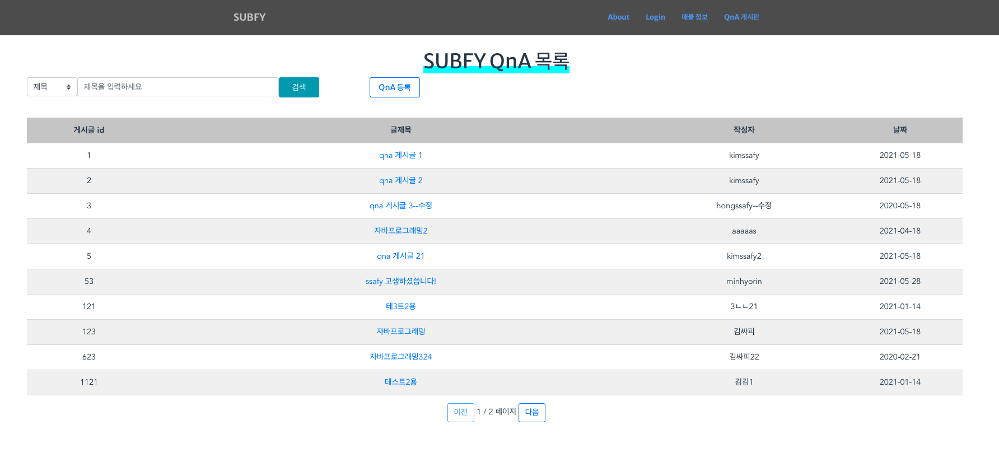 SUBFY About Login 매물 정보 QnA 게시판
SUBFY QnA 목록
제목 제목을 입력하세요 검색 QnA 등록
게시글 id 글제목 작성자 날짜
1 qna 게시글 1 kimssafy 2021-05-18
2 qna 게시글 2 kimssafy 2021-05-18
3 qna 게시글 3--수정 hongssafy--수정 2020-05-18
4 자바프로그래밍2 aaaaas 2021-04-18
5 qna 게시글 21 kimssafy2 2021-05-18
53 ssafy 고생하셨씁니다! minhyorin 2021-05-28
121 테3트2용 3ㄴㄴ21 2021-01-14
123 자바프로그래밍 김싸피 2021-05-18
623 자바프로그래밍324 김싸피22 2020-02-21
1121 테스트2용 김김1 2021-01-14
이전 1 / 2 페이지 다음